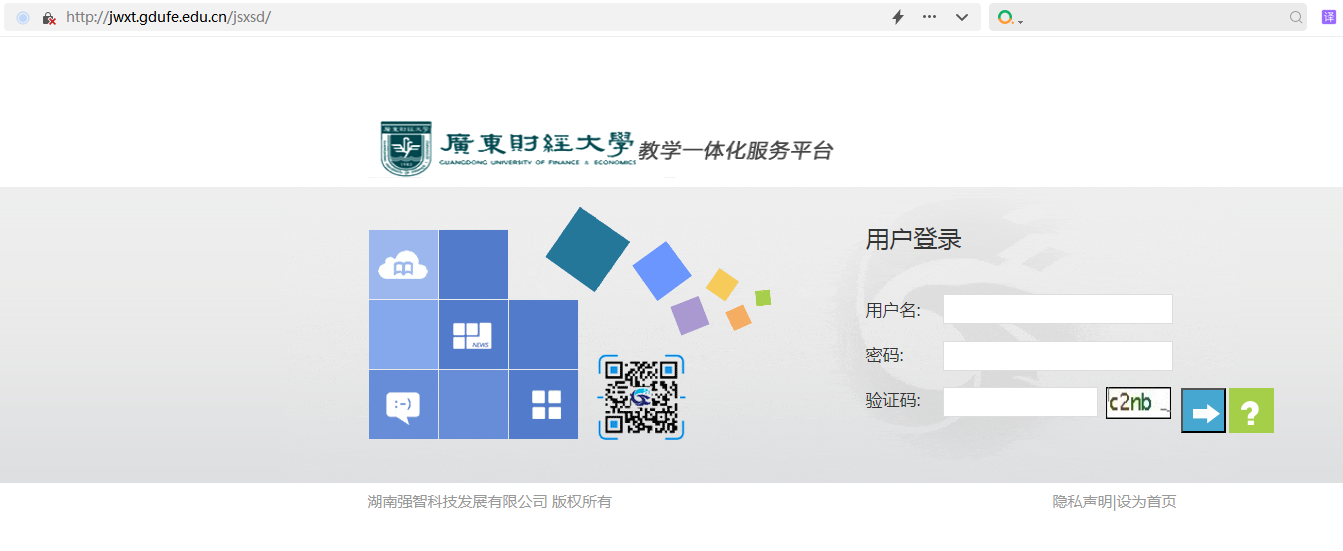 http://jwxt.gdufe.edu.cn/jsxsd/
译
廣東財經大學
GUANGDONG UNIVERSITY OF FINANCE & ECONOMICS
教学一体化服务平台
用户登录
用户名:
密码:
验证码:
c2nb
NEWS
:-)
?
湖南强智科技发展有限公司 版权所有
隐私声明|设为首页